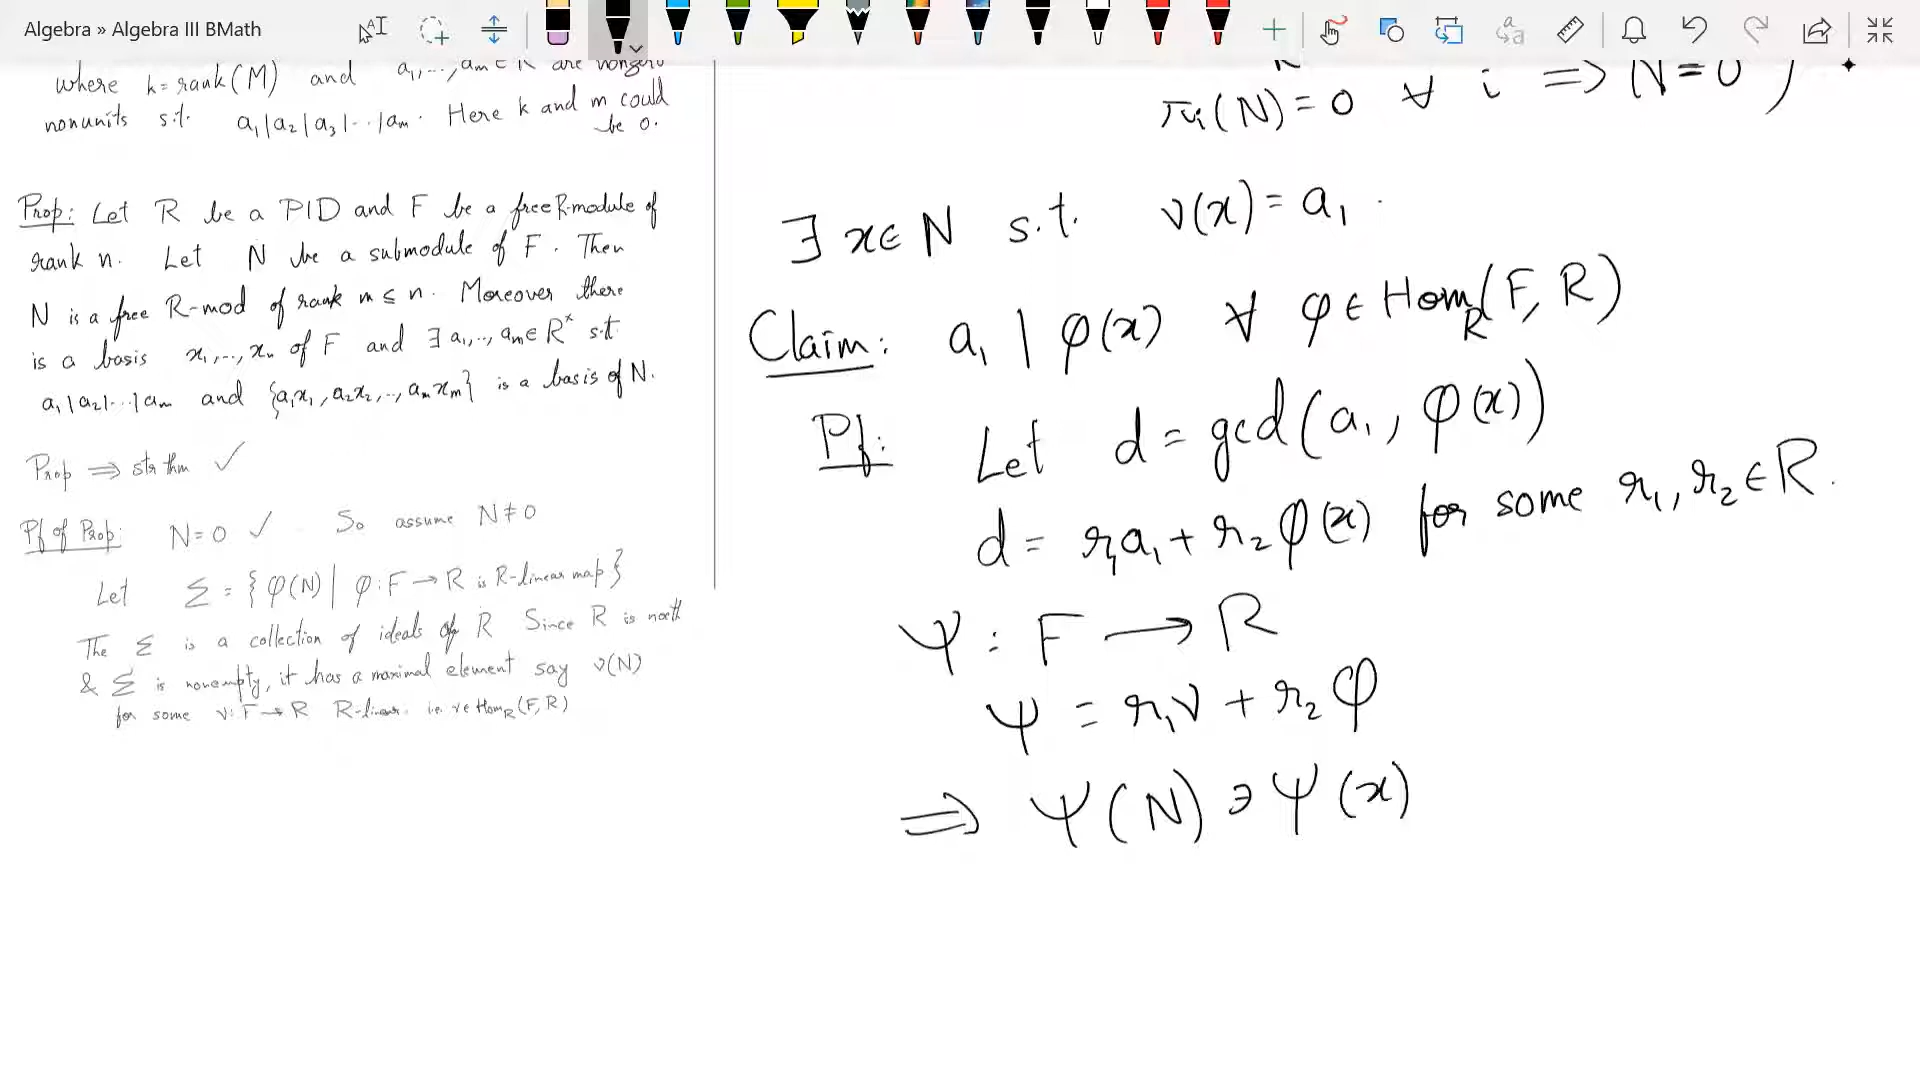 Algebra » Algebra III BMath
where k = rank(M) and a₁,...,aₘ ∈ R are nonzero
nonunits s.t. a₁|a₂|a₃|...|aₘ. Here k and m could
be 0.
Prop: Let R be a PID and F be a free R-module of
rank n. Let N be a submodule of F. Then
N is a free R-mod of rank m ≤ n. Moreover there
is a basis x₁,...,xₙ of F and ∃ a₁,..,aₘ ∈ Rˣ s.t
a₁|a₂|...|aₘ and {a₁x₁, a₂x₂,..., aₘxₘ} is a basis of N.
Prop ⟹ str thm ✓
Pf of Prop: N=0 ✓ So assume N≠0
Let Σ = {φ(N) | φ: F → R is R-linear map}
The Σ is a collection of ideals of R Since R is noeth
& Σ is nonempty, it has a maximal element say ν(N)
for some ν: F → R R-linear. i.e. ν ∈ Hom_R(F, R)
πᵢ(N) = 0 ∀ i ⟹ N=0)
∃ x ∈ N s.t. ν(x) = a₁.
Claim: a₁ | φ(x) ∀ φ ∈ Hom_R(F, R)
Pf: Let d = gcd(a₁, φ(x))
d = r₁a₁ + r₂φ(x) for some r₁, r₂ ∈ R.
ψ : F → R
ψ = r₁ν + r₂φ
⟹ ψ(N) ∋ ψ(x)